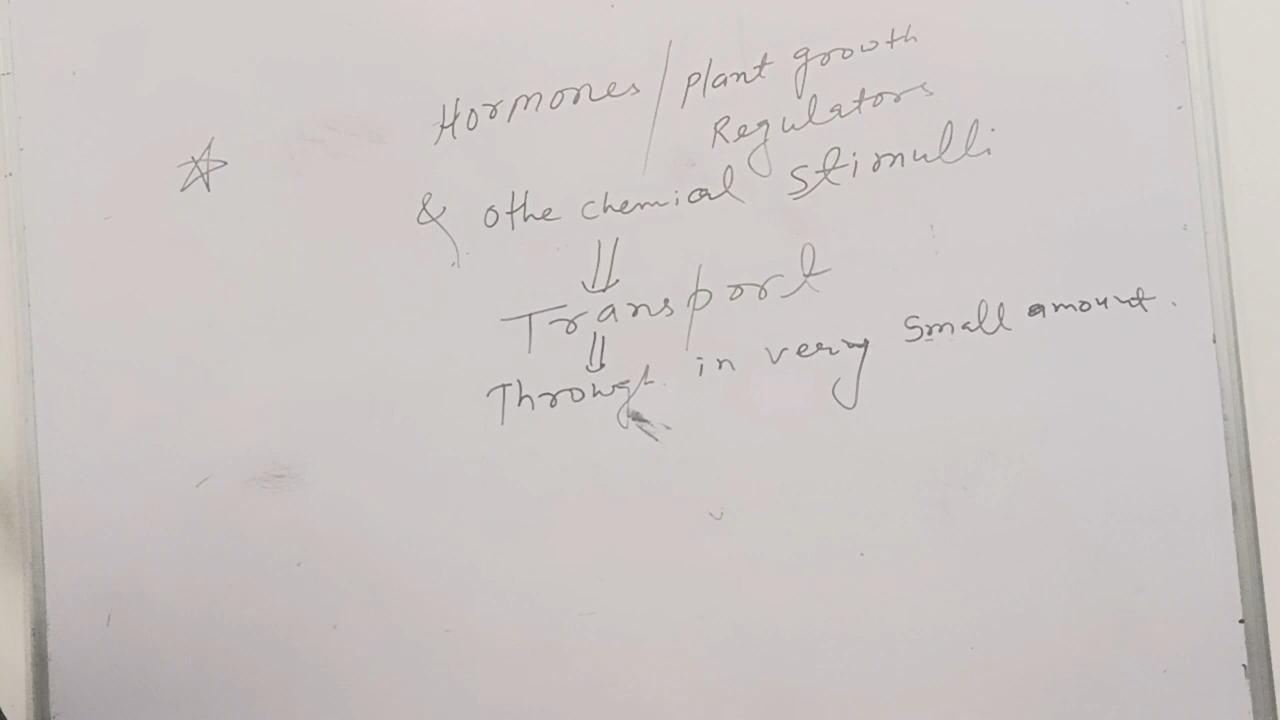 Hormones / plant growth
Regulators
& othe chemical stimulli
Transport
Through in very small amount.